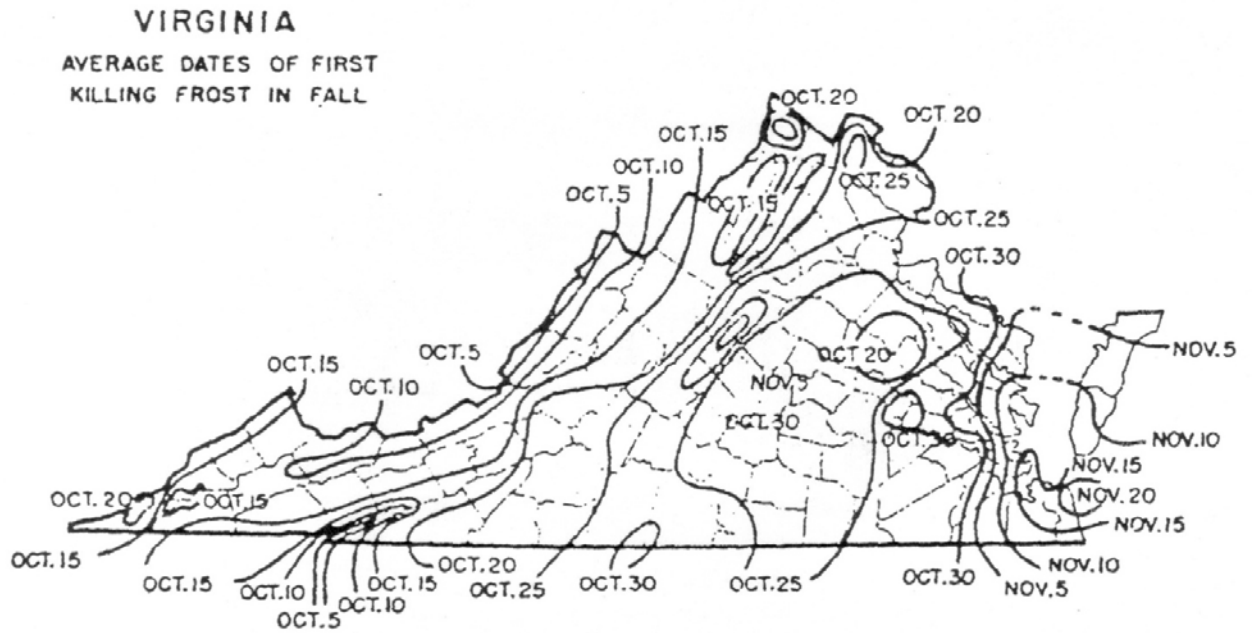 VIRGINIA
AVERAGE DATES OF FIRST
KILLING FROST IN FALL
OCT.20
OCT.20
OCT.15
OCT.10
OCT.5
OCT.25
OCT.15
OCT.25
OCT.30
OCT.5
OCT.15
OCT.10
OCT.20
NOV.5
NOV.5
OCT.30
OCT.30
NOV.10
NOV.15
NOV.20
NOV.15
OCT.20
OCT.15
OCT.15
OCT.15
OCT.10
OCT.5
OCT.10
OCT.15
OCT.20
OCT.25
OCT.30
OCT.25
OCT.30
NOV.5
NOV.10